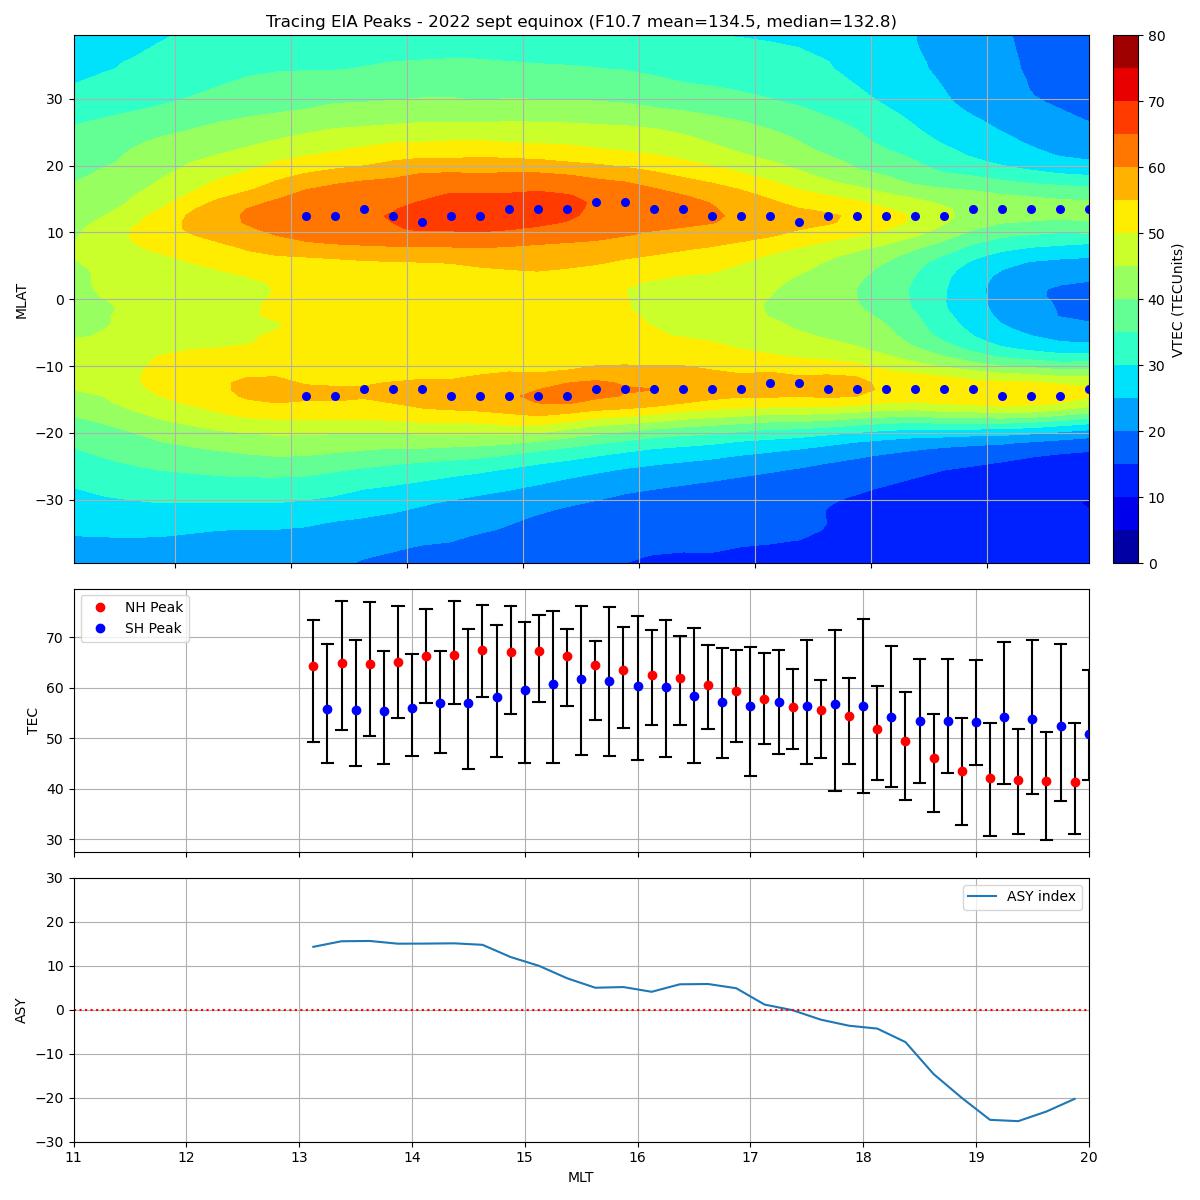 Tracing EIA Peaks - 2022 sept equinox (F10.7 mean=134.5, median=132.8)
30
20
10
0
−10
−20
−30
MLAT
80
70
60
50
40
30
20
10
0
VTEC (TECUnits)
NH Peak
SH Peak
70
60
50
40
30
TEC
ASY index
30
20
10
0
−10
−20
−30
ASY
11 12 13 14 15 16 17 18 19 20
MLT